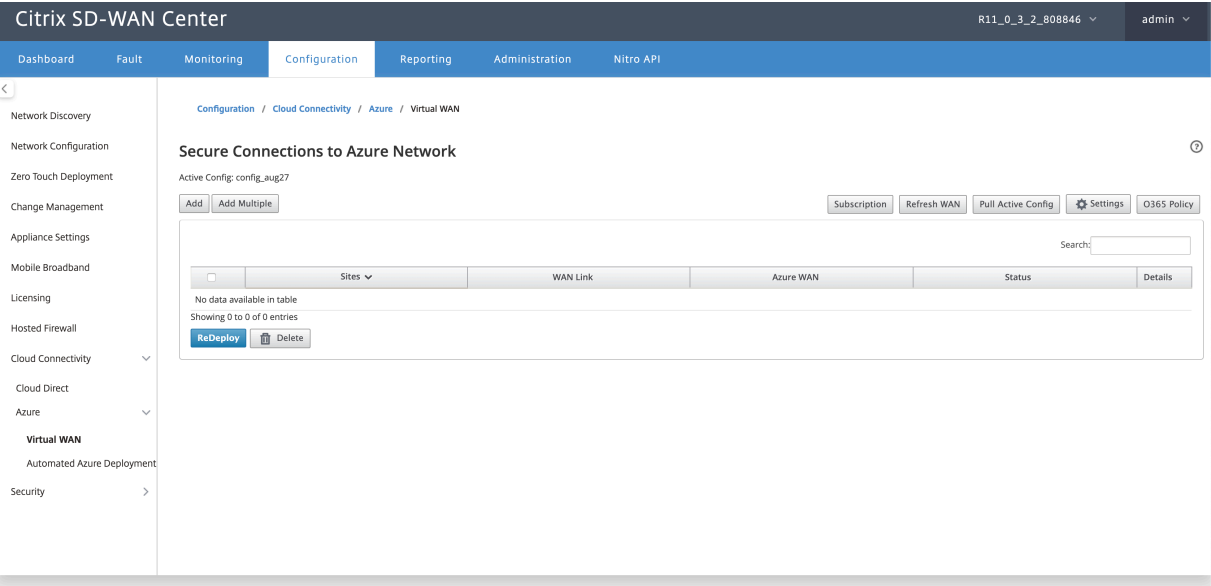 Citrix SD-WAN Center
R11_0_3_2_808846 admin
Dashboard Fault Monitoring Configuration Reporting Administration Nitro API
Network Discovery
Network Configuration
Zero Touch Deployment
Change Management
Appliance Settings
Mobile Broadband
Licensing
Hosted Firewall
Cloud Connectivity
Cloud Direct
Azure
Virtual WAN
Automated Azure Deployment
Security
Configuration / Cloud Connectivity / Azure / Virtual WAN
Secure Connections to Azure Network
Active Config: config_aug27
Add Add Multiple Subscription Refresh WAN Pull Active Config Settings O365 Policy
Search:
Sites WAN Link Azure WAN Status Details
No data available in table
Showing 0 to 0 of 0 entries
ReDeploy Delete